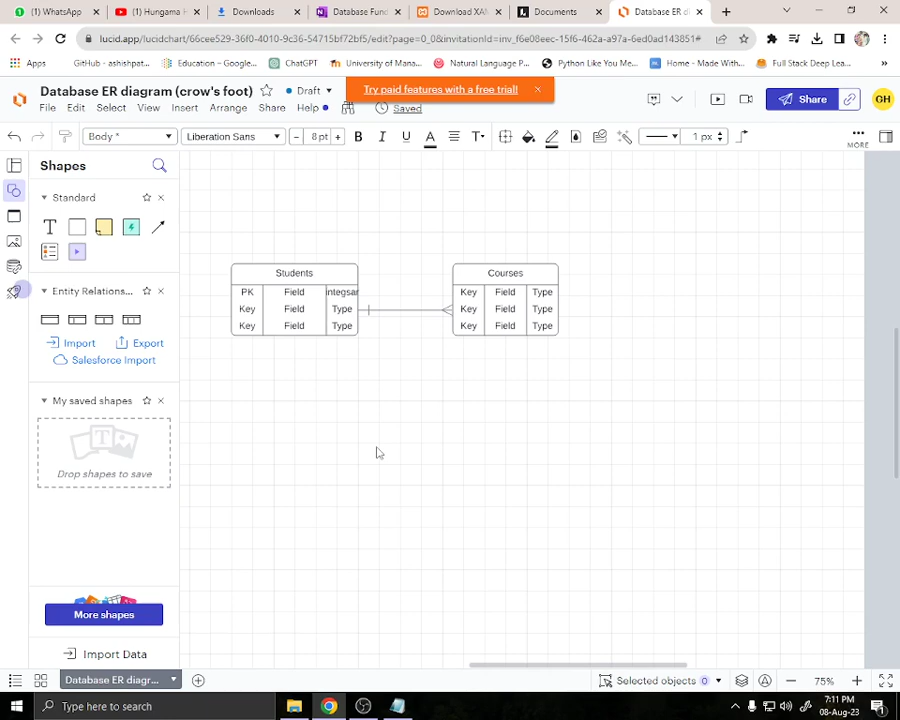 (1) WhatsApp
(1) Hungama H
Downloads
Database Fund
Download XAM
Documents
Database ER di
lucid.app/lucidchart/66cee529-36f0-4010-9c36-54715bf72bf5/edit?page=0_0&invitationId=inv_f6e08eec-15f6-462a-a97a-6ed0ad143851#
Apps
GitHub - ashishpat...
Education – Google...
ChatGPT
University of Mana...
Natural Language P...
Python Like You Me...
Home - Made With...
Full Stack Deep Lea...
»
Database ER diagram (crow's foot)
Draft
Try paid features with a free trial!
File Edit Select View Insert Arrange Share Help
Saved
Share
GH
Body *
Liberation Sans
8 pt
B I U A T
1 px
MORE
Shapes
Standard
T
Entity Relations...
Import
Export
Salesforce Import
My saved shapes
T
Drop shapes to save
More shapes
Import Data
Students
PK Field integsar
Key Field Type
Key Field Type
Courses
Key Field Type
Key Field Type
Key Field Type
Database ER diagr...
Selected objects 0
75%
Type here to search
7:11 PM
08-Aug-23
1